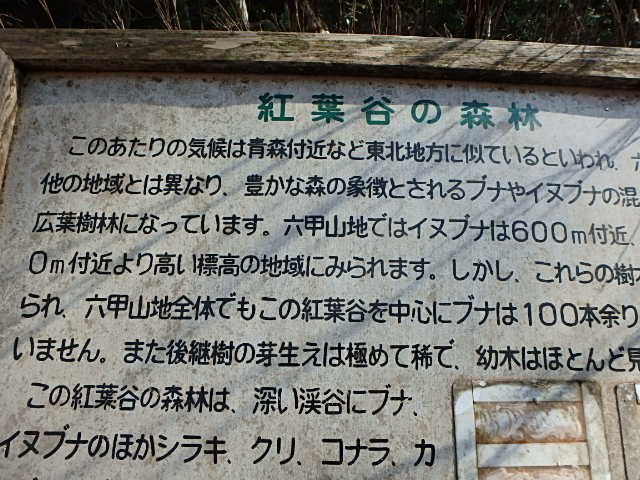 紅葉谷の森林
このあたりの気候は青森付近など東北地方に似ているといわれ、六
他の地域とは異なり、豊かな森の象徴とされるブナやイヌブナの混
広葉樹林になっています。六甲山地ではイヌブナは600m付近、
0m付近より高い標高の地域にみられます。しかし、これらの樹木
られ、六甲山地全体でもこの紅葉谷を中心にブナは100本余り
いません。また後継樹の芽生えは極めて稀で、幼木はほとんど見
この紅葉谷の森林は、深い渓谷にブナ、
イヌブナのほかシラキ、クリ、コナラ、カ